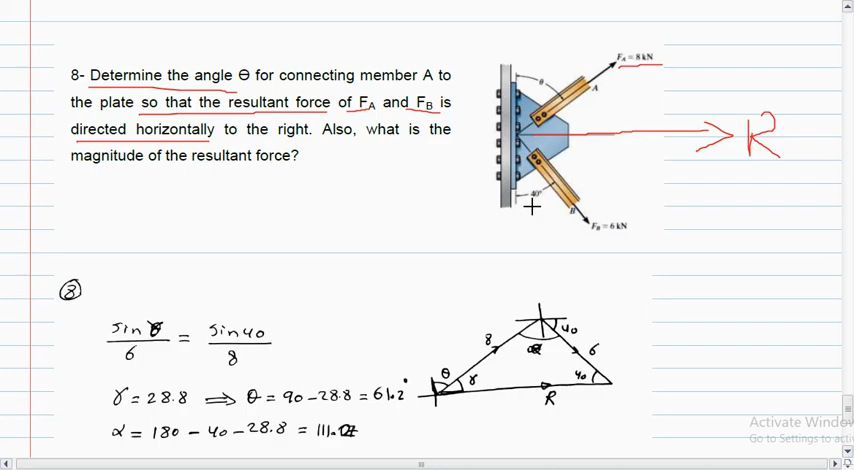 8- Determine the angle Ɵ for connecting member A to
the plate so that the resultant force of FA and FB is
directed horizontally to the right. Also, what is the
magnitude of the resultant force?
FA = 8 kN
θ
A
R
40°
B
FB = 6 kN
8
sin θ / 6 = sin 40 / 8
γ = 28.8 ⇒ θ = 90 - 28.8 = 61.2°
α = 180 - 40 - 28.8 = 111.2
8
40
6
θ
γ
40
R
Activate Windov
Go to Settings to activ